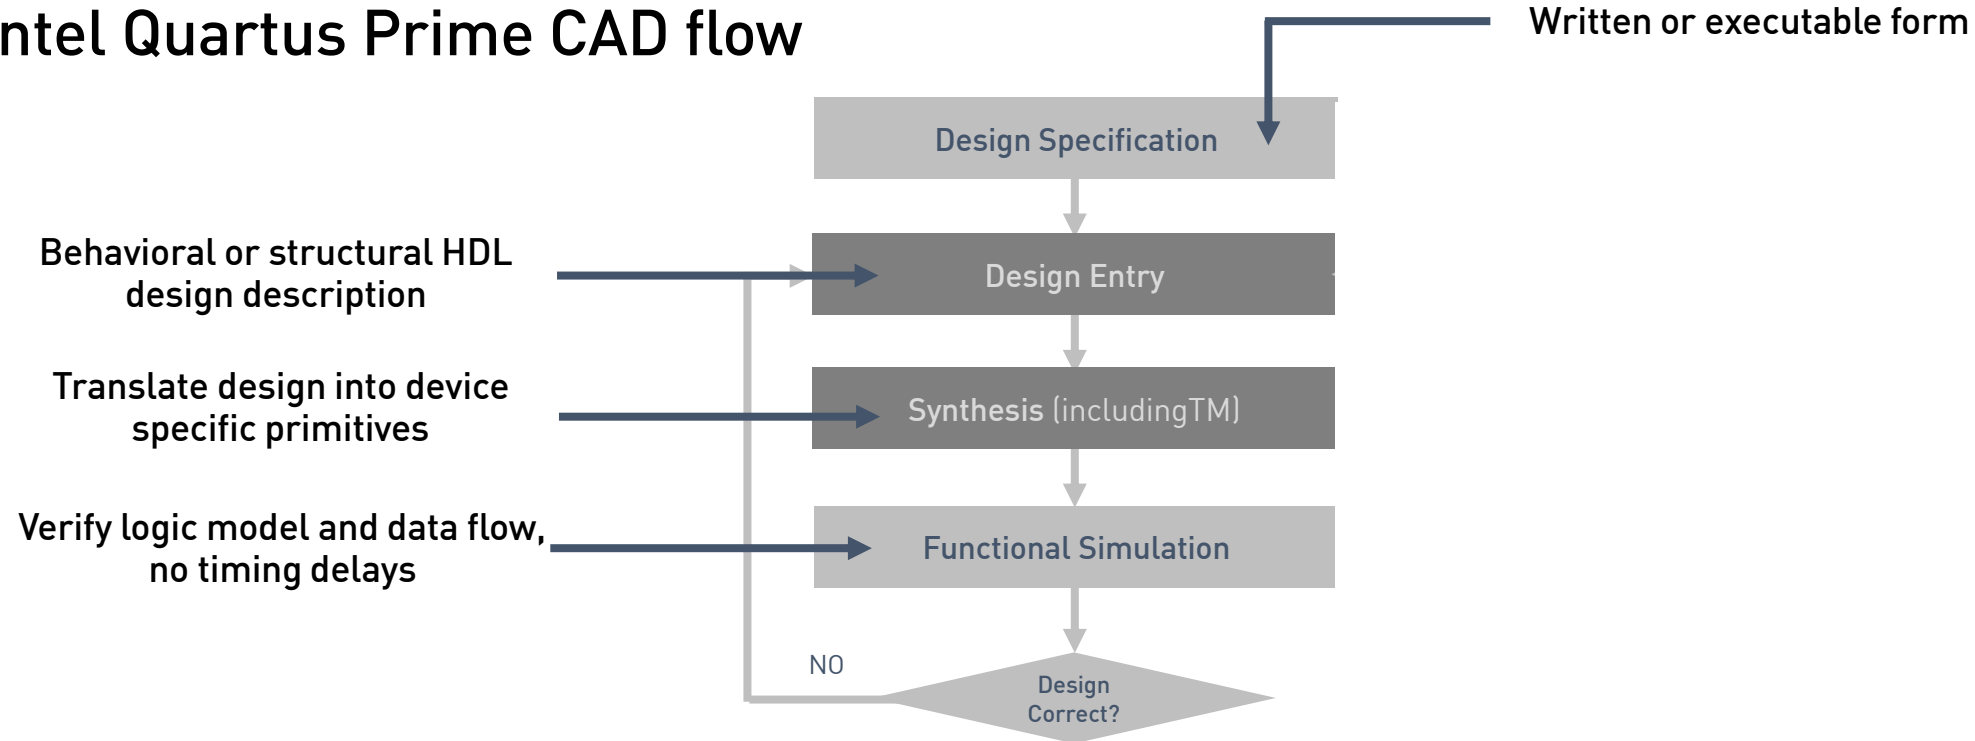 ntel Quartus Prime CAD flow
Written or executable form
Design Specification
Behavioral or structural HDL
design description
Design Entry
Translate design into device
specific primitives
Synthesis (includingTM)
Verify logic model and data flow,
no timing delays
Functional Simulation
NO
Design
Correct?